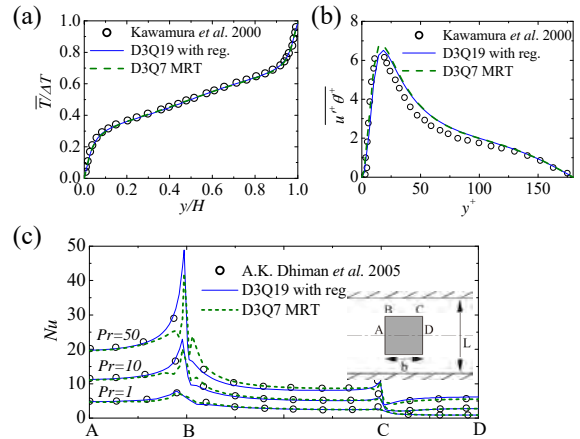 (a)
1.0
0.8
0.6
0.4
0.2
0.0
T/ΔT
Kawamura et al. 2000
D3Q19 with reg.
D3Q7 MRT
0.0 0.2 0.4 0.6 0.8 1.0
y/H
(b)
8
6
4
2
0
u'⁺θ'⁺
Kawamura et al. 2000
D3Q19 with reg.
D3Q7 MRT
0 50 100 150
y⁺
(c)
50
40
30
20
10
0
Nu
A.K. Dhiman et al. 2005
D3Q19 with reg.
D3Q7 MRT
Pr=50
Pr=10
Pr=1
B C
A D
L
b
A B C D